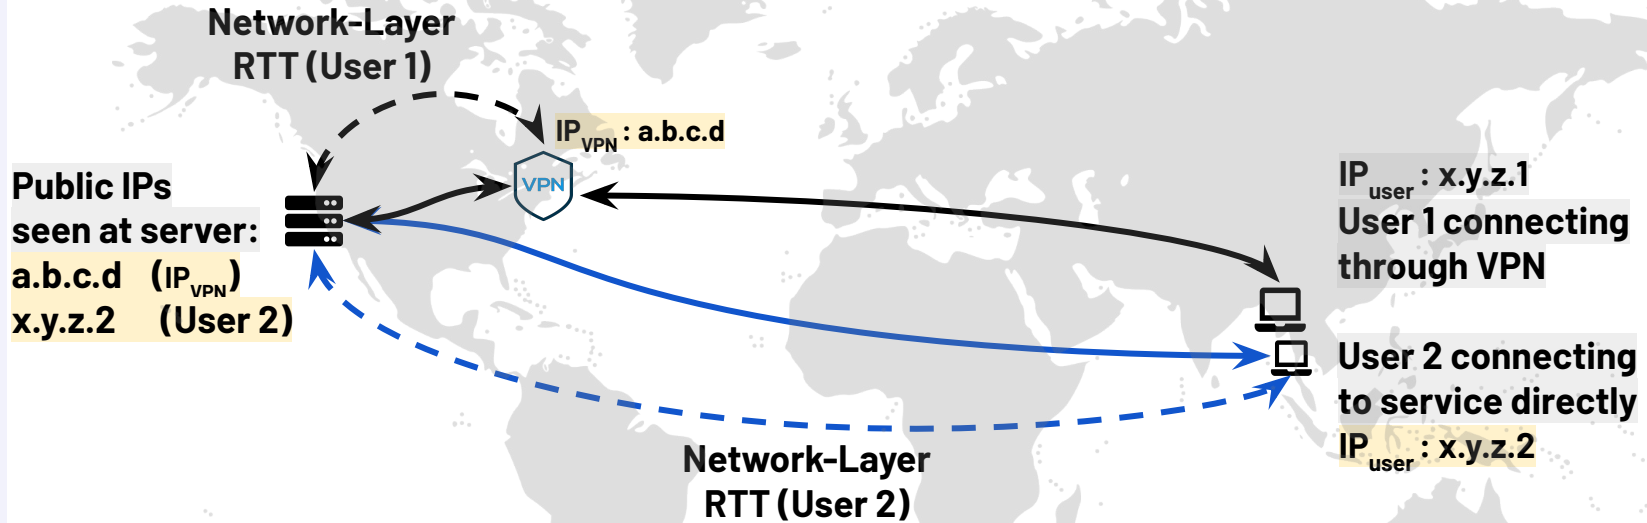 Network-Layer
RTT (User 1)
IPVPN : a.b.c.d
VPN
Public IPs
seen at server:
a.b.c.d (IPVPN)
x.y.z.2 (User 2)
IPuser : x.y.z.1
User 1 connecting
through VPN
User 2 connecting
to service directly
IPuser : x.y.z.2
Network-Layer
RTT (User 2)